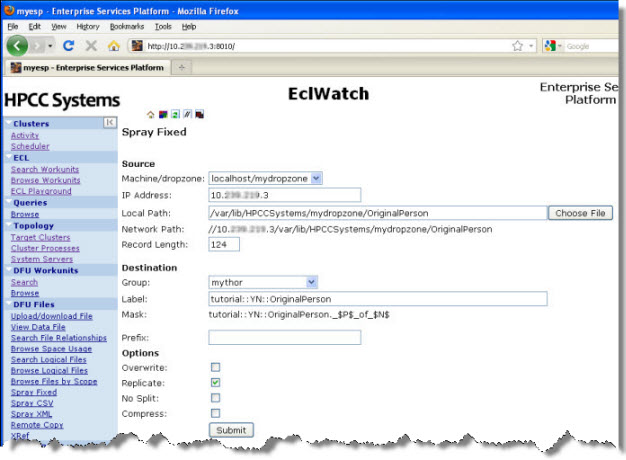 myesp - Enterprise Services Platform - Mozilla Firefox
File Edit View History Bookmarks Tools Help
http://10. .3:8010/
Google
myesp - Enterprise Services Platform
HPCC Systems
EclWatch
Enterprise Se
Platform
Clusters
Activity
Scheduler
ECL
Search Workunits
Browse Workunits
ECL Playground
Queries
Browse
Topology
Target Clusters
Cluster Processes
System Servers
DFU Workunits
Search
Browse
DFU Files
Upload/download File
View Data File
Search File Relationships
Browse Space Usage
Search Logical Files
Browse Logical Files
Browse Files by Scope
Spray Fixed
Spray CSV
Spray XML
Remote Copy
XRef
Spray Fixed
Source
Machine/dropzone: localhost/mydropzone
IP Address: 10. .3
Local Path: /var/lib/HPCCSystems/mydropzone/OriginalPerson Choose File
Network Path: //10. .3/var/lib/HPCCSystems/mydropzone/OriginalPerson
Record Length: 124
Destination
Group: mythor
Label: tutorial::YN::OriginalPerson
Mask: tutorial::YN::OriginalPerson._$P$_of_$N$
Prefix:
Options
Overwrite:
Replicate:
No Split:
Compress:
Submit